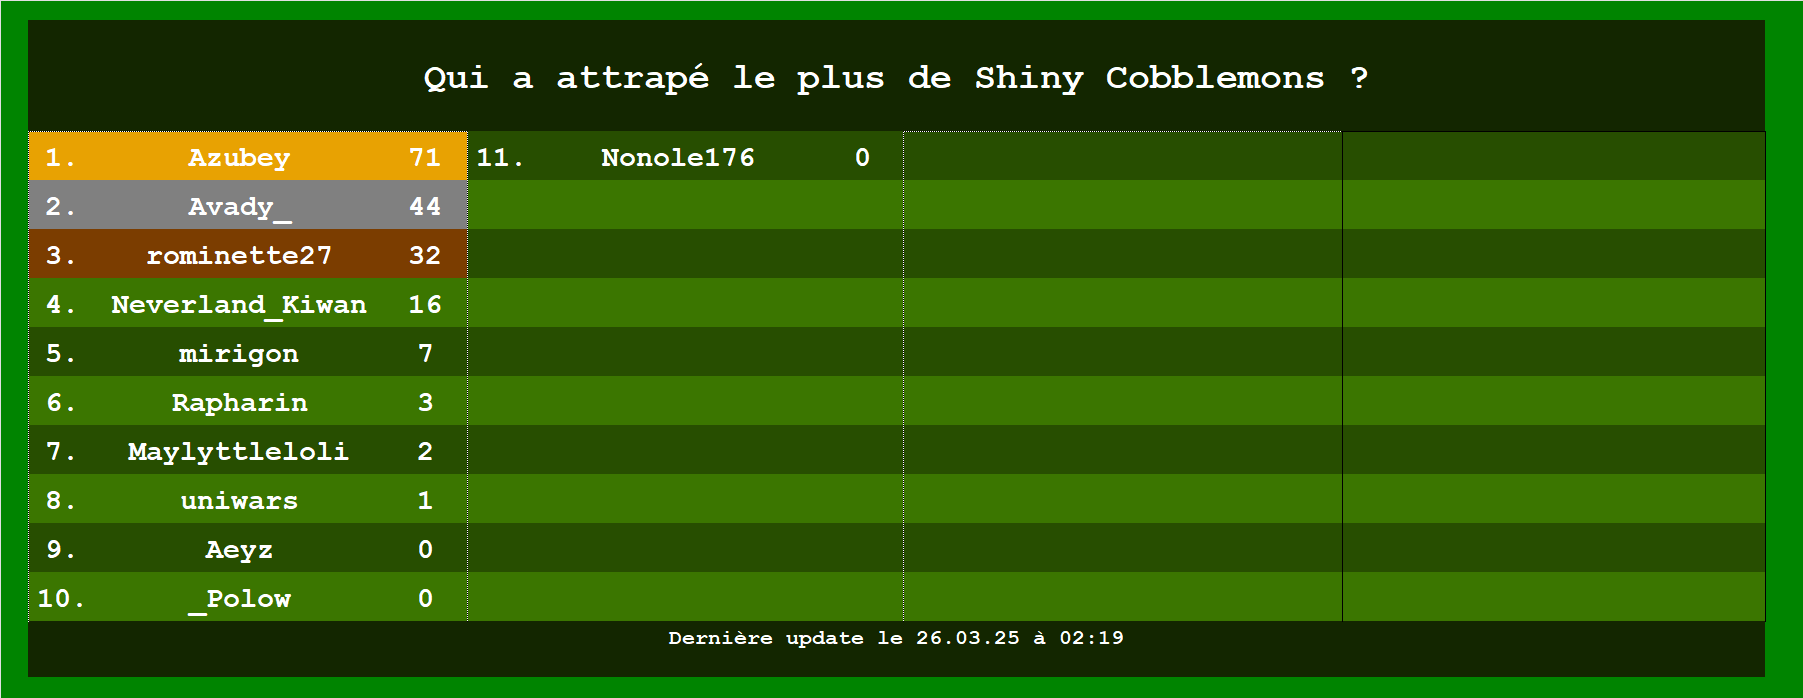 Qui a attrapé le plus de Shiny Cobblemons ?
1. Azubey 71
2. Avady_ 44
3. rominette27 32
4. Neverland_Kiwan 16
5. mirigon 7
6. Rapharin 3
7. Maylyttleloli 2
8. uniwars 1
9. Aeyz 0
10. _Polow 0
11. Nonole176 0
Dernière update le 26.03.25 à 02:19